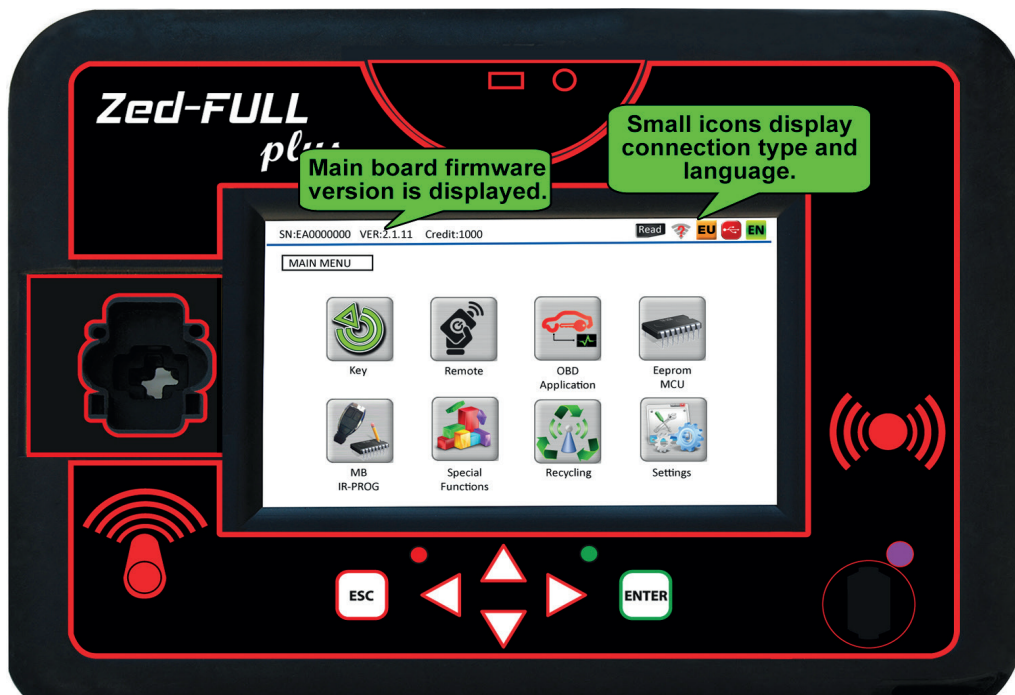 Zed-FULL
plus
Main board firmware
version is displayed.
Small icons display
connection type and
language.
SN:EA0000000 VER:2.1.11 Credit:1000
Read EU EN
MAIN MENU
Key
Remote
OBD
Application
Eeprom
MCU
MB
IR-PROG
Special
Functions
Recycling
Settings
ESC
ENTER